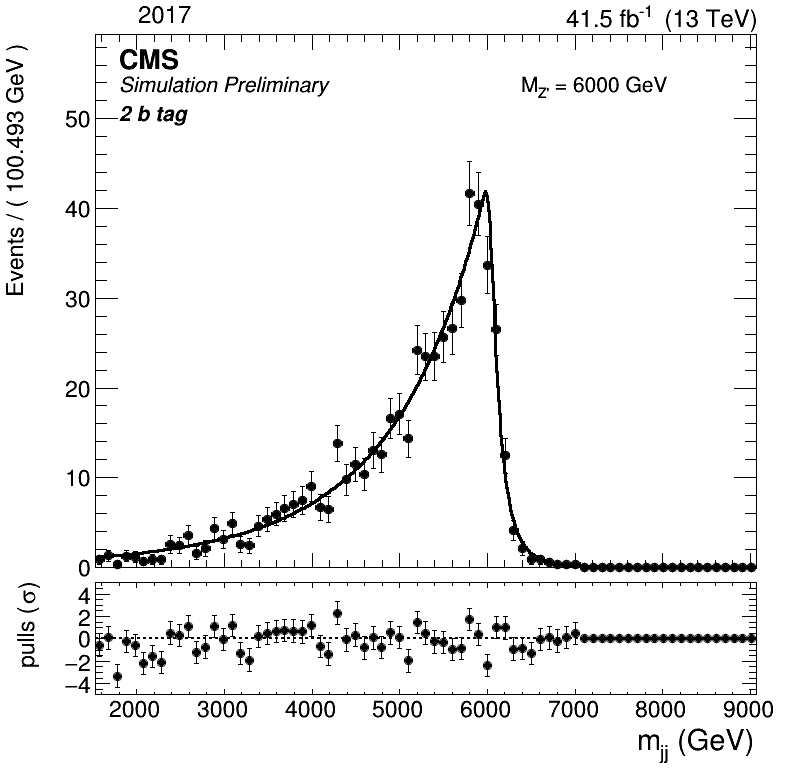 2017
41.5 fb-1 (13 TeV)
Events / ( 100.493 GeV )
CMS
Simulation Preliminary
2 b tag
MZ' = 6000 GeV
50
40
30
20
10
0
pulls (σ)
4
2
0
−2
−4
2000 3000 4000 5000 6000 7000 8000 9000
mjj (GeV)